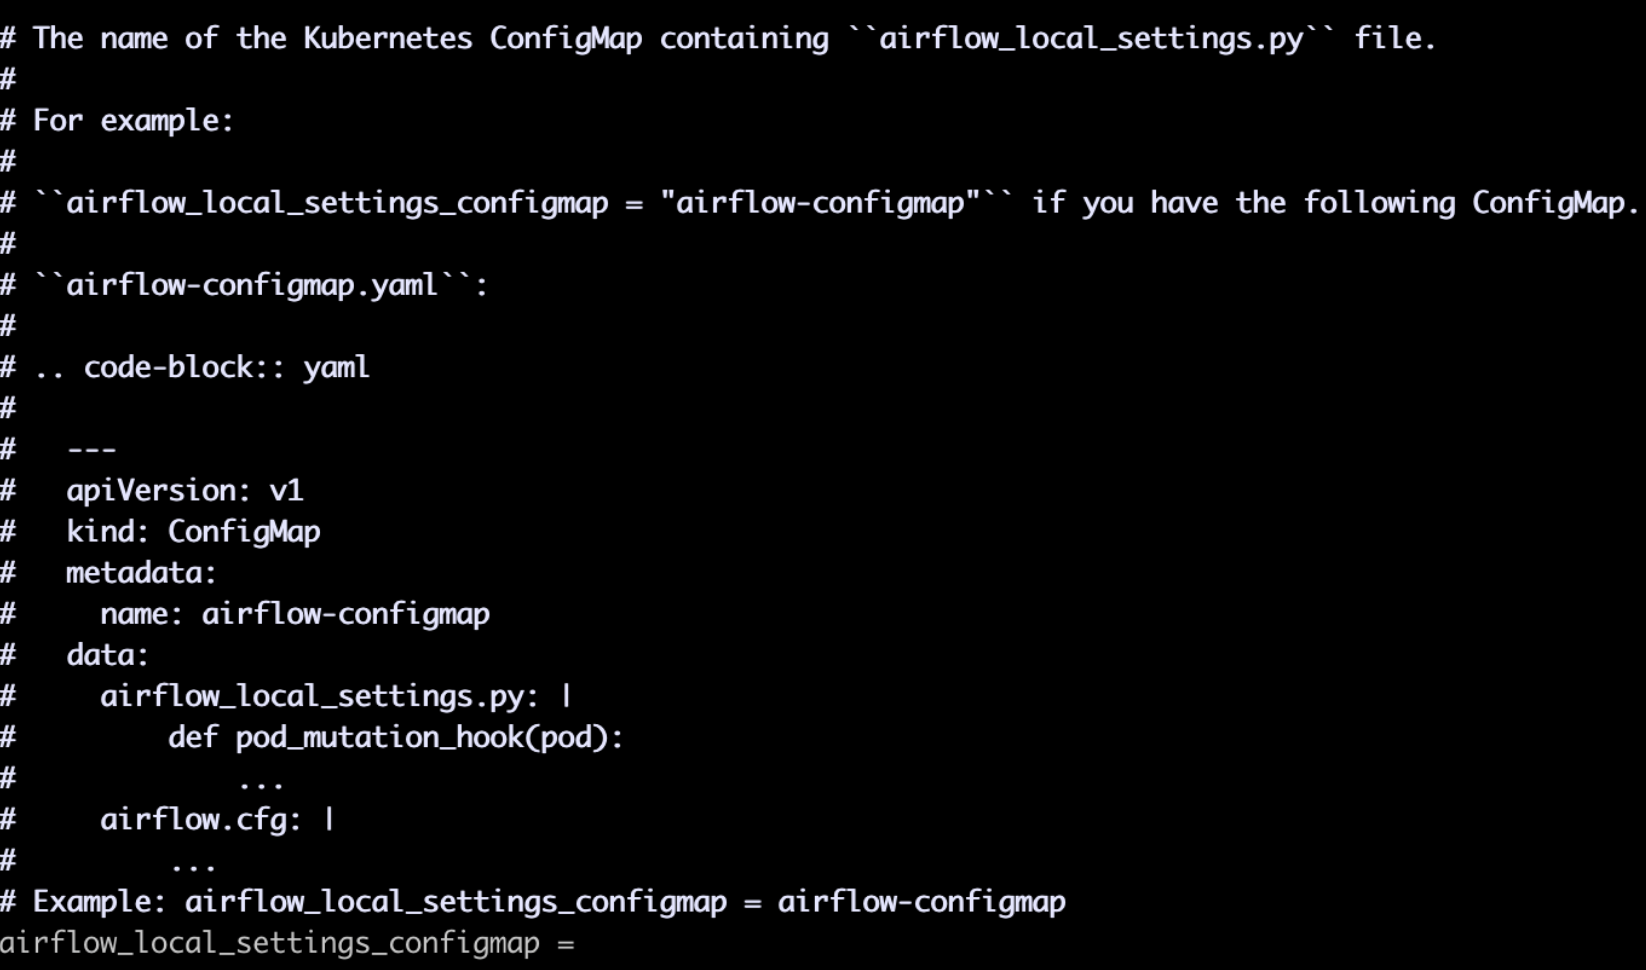 # The name of the Kubernetes ConfigMap containing ``airflow_local_settings.py`` file.
#
# For example:
#
# ``airflow_local_settings_configmap = "airflow-configmap"`` if you have the following ConfigMap.
#
# ``airflow-configmap.yaml``:
#
# .. code-block:: yaml
#
#   ---
#   apiVersion: v1
#   kind: ConfigMap
#   metadata:
#     name: airflow-configmap
#   data:
#     airflow_local_settings.py: |
#         def pod_mutation_hook(pod):
#             ...
#     airflow.cfg: |
#         ...
# Example: airflow_local_settings_configmap = airflow-configmap
airflow_local_settings_configmap =